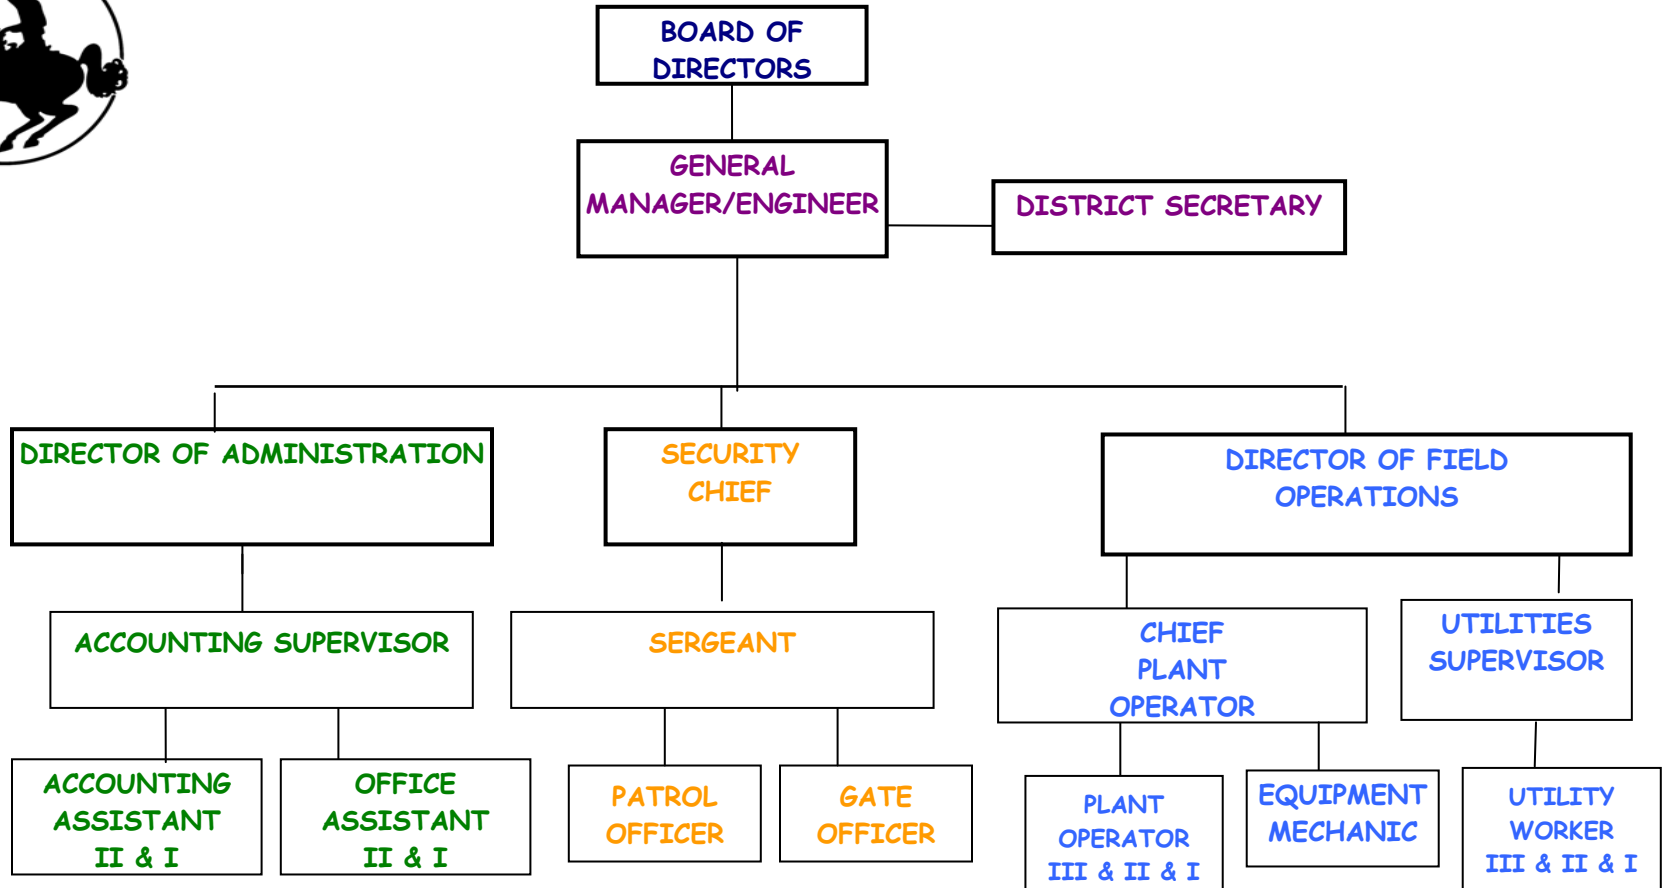 BOARD OF
DIRECTORS
GENERAL
MANAGER/ENGINEER
DISTRICT SECRETARY
DIRECTOR OF ADMINISTRATION
SECURITY
CHIEF
DIRECTOR OF FIELD
OPERATIONS
ACCOUNTING SUPERVISOR
SERGEANT
CHIEF
PLANT
OPERATOR
UTILITIES
SUPERVISOR
ACCOUNTING
ASSISTANT
II & I
OFFICE
ASSISTANT
II & I
PATROL
OFFICER
GATE
OFFICER
PLANT
OPERATOR
III & II & I
EQUIPMENT
MECHANIC
UTILITY
WORKER
III & II & I